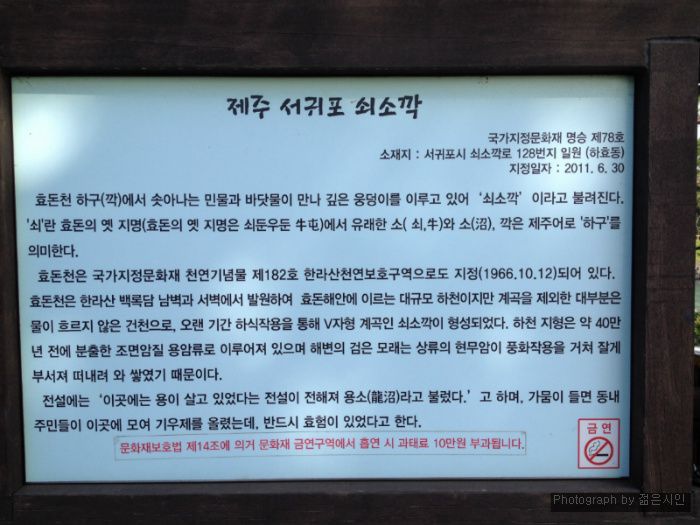 제주 서귀포 쇠소깍
국가지정문화재 명승 제78호
소재지 : 서귀포시 쇠소깍로 128번지 일원 (하효동)
지정일자 : 2011. 6. 30
효돈천 하구(깍)에서 솟아나는 민물과 바닷물이 만나 깊은 웅덩이를 이루고 있어 ‘쇠소깍’ 이라고 불려진다.
'쇠'란 효돈의 옛 지명(효돈의 옛 지명은 쇠둔우둔 牛屯)에서 유래한 소( 쇠,牛)와 소(沼), 깍은 제주어로 '하구'를
의미한다.
효돈천은 국가지정문화재 천연기념물 제182호 한라산천연보호구역으로도 지정(1966.10.12)되어 있다.
효돈천은 한라산 백록담 남벽과 서벽에서 발원하여 효돈해안에 이르는 대규모 하천이지만 계곡을 제외한 대부분은
물이 흐르지 않은 건천으로, 오랜 기간 하식작용을 통해 V자형 계곡인 쇠소깍이 형성되었다. 하천 지형은 약 40만
년 전에 분출한 조면암질 용암류로 이루어져 있으며 해변의 검은 모래는 상류의 현무암이 풍화작용을 거쳐 잘게
부서져 떠내려 와 쌓였기 때문이다.
전설에는 ‘이곳에는 용이 살고 있었다는 전설이 전해져 용소(龍沼)라고 불렀다.’ 고 하며, 가뭄이 들면 동내
주민들이 이곳에 모여 기우제를 올렸는데, 반드시 효험이 있었다고 한다.
문화재보호법 제14조에 의거 문화재 금연구역에서 흡연 시 과태료 10만원 부과됩니다.
금 연
Photograph by 젊은시인